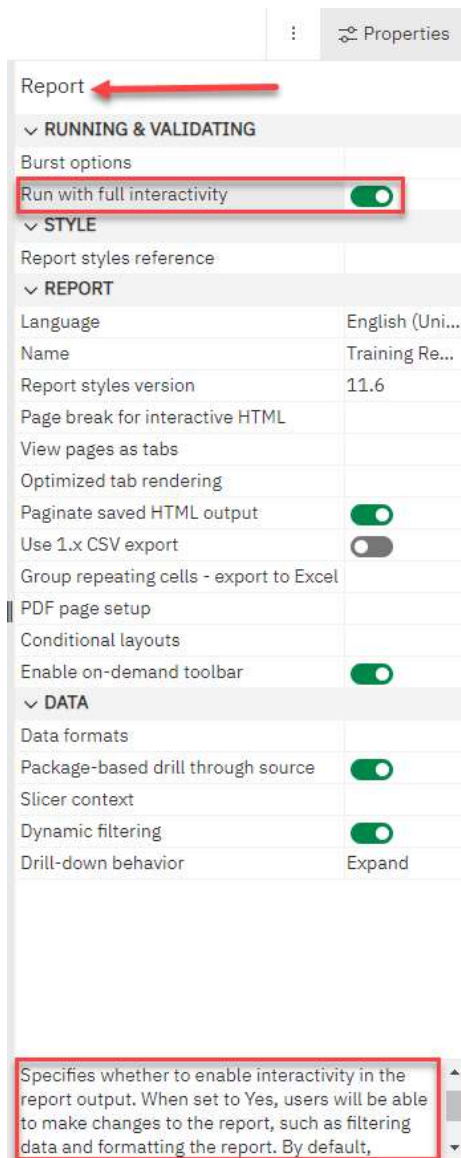 Properties
Report
RUNNING & VALIDATING
Burst options
Run with full interactivity
STYLE
Report styles reference
REPORT
Language English (Uni...
Name Training Re...
Report styles version 11.6
Page break for interactive HTML
View pages as tabs
Optimized tab rendering
Paginate saved HTML output
Use 1.x CSV export
Group repeating cells - export to Excel
PDF page setup
Conditional layouts
Enable on-demand toolbar
DATA
Data formats
Package-based drill through source
Slicer context
Dynamic filtering
Drill-down behavior Expand
Specifies whether to enable interactivity in the
report output. When set to Yes, users will be able
to make changes to the report, such as filtering
data and formatting the report. By default,